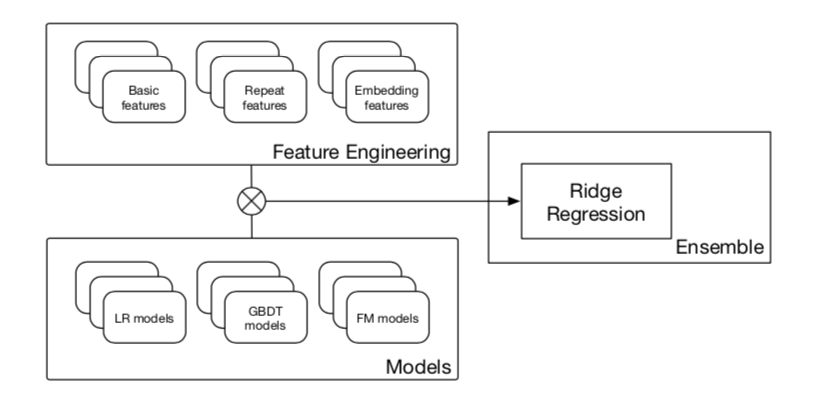 Basic
features
Repeat
features
Embedding
features
Feature Engineering
Ridge
Regression
Ensemble
LR models
GBDT
models
FM models
Models